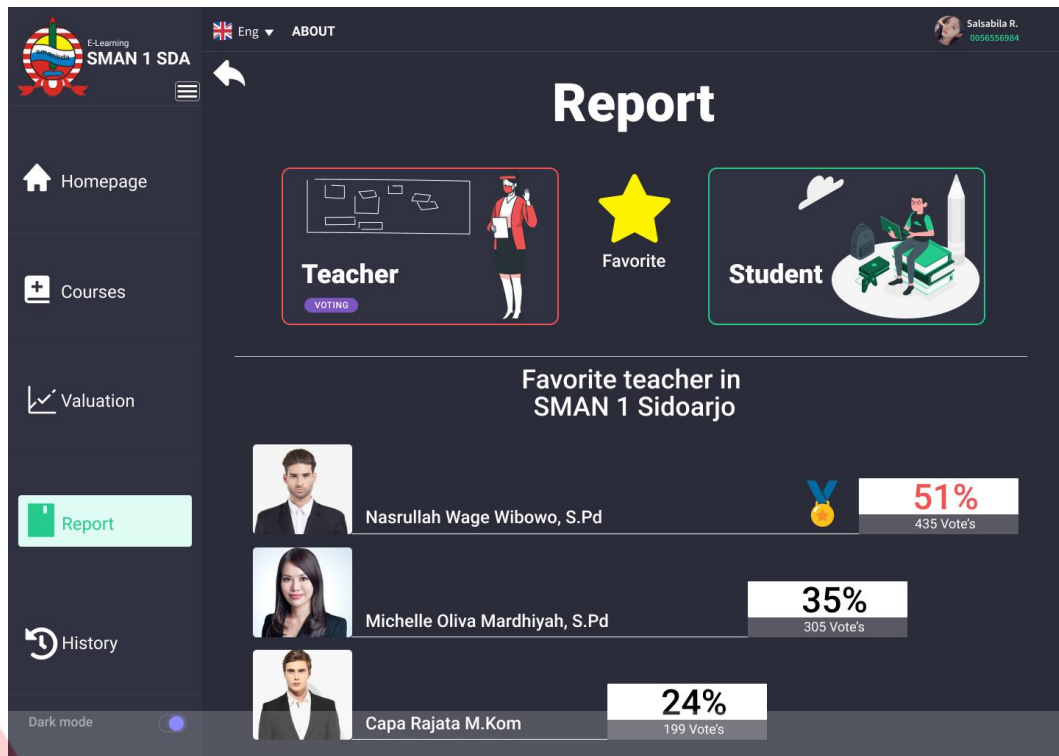 E-Learning
SMAN 1 SDA
Eng ▼ ABOUT
Salsabila R.
0056556984
Report
Homepage
Courses
Valuation
Report
History
Dark mode
Teacher
VOTING
Favorite
Student
Favorite teacher in
SMAN 1 Sidoarjo
Nasrullah Wage Wibowo, S.Pd
51%
435 Vote's
Michelle Oliva Mardhiyah, S.Pd
35%
305 Vote's
Capa Rajata M.Kom
24%
199 Vote's